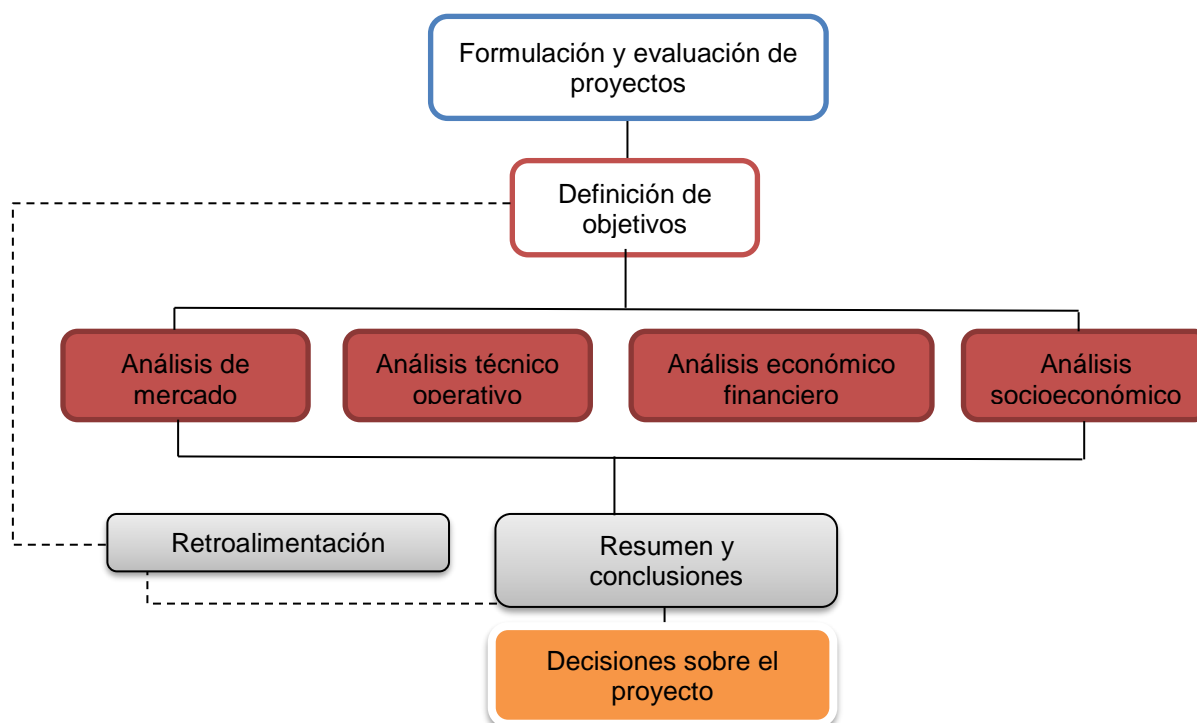 Formulación y evaluación de
proyectos
Definición de
objetivos
Análisis de
mercado
Análisis técnico
operativo
Análisis económico
financiero
Análisis
socioeconómico
Retroalimentación
Resumen y
conclusiones
Decisiones sobre el
proyecto